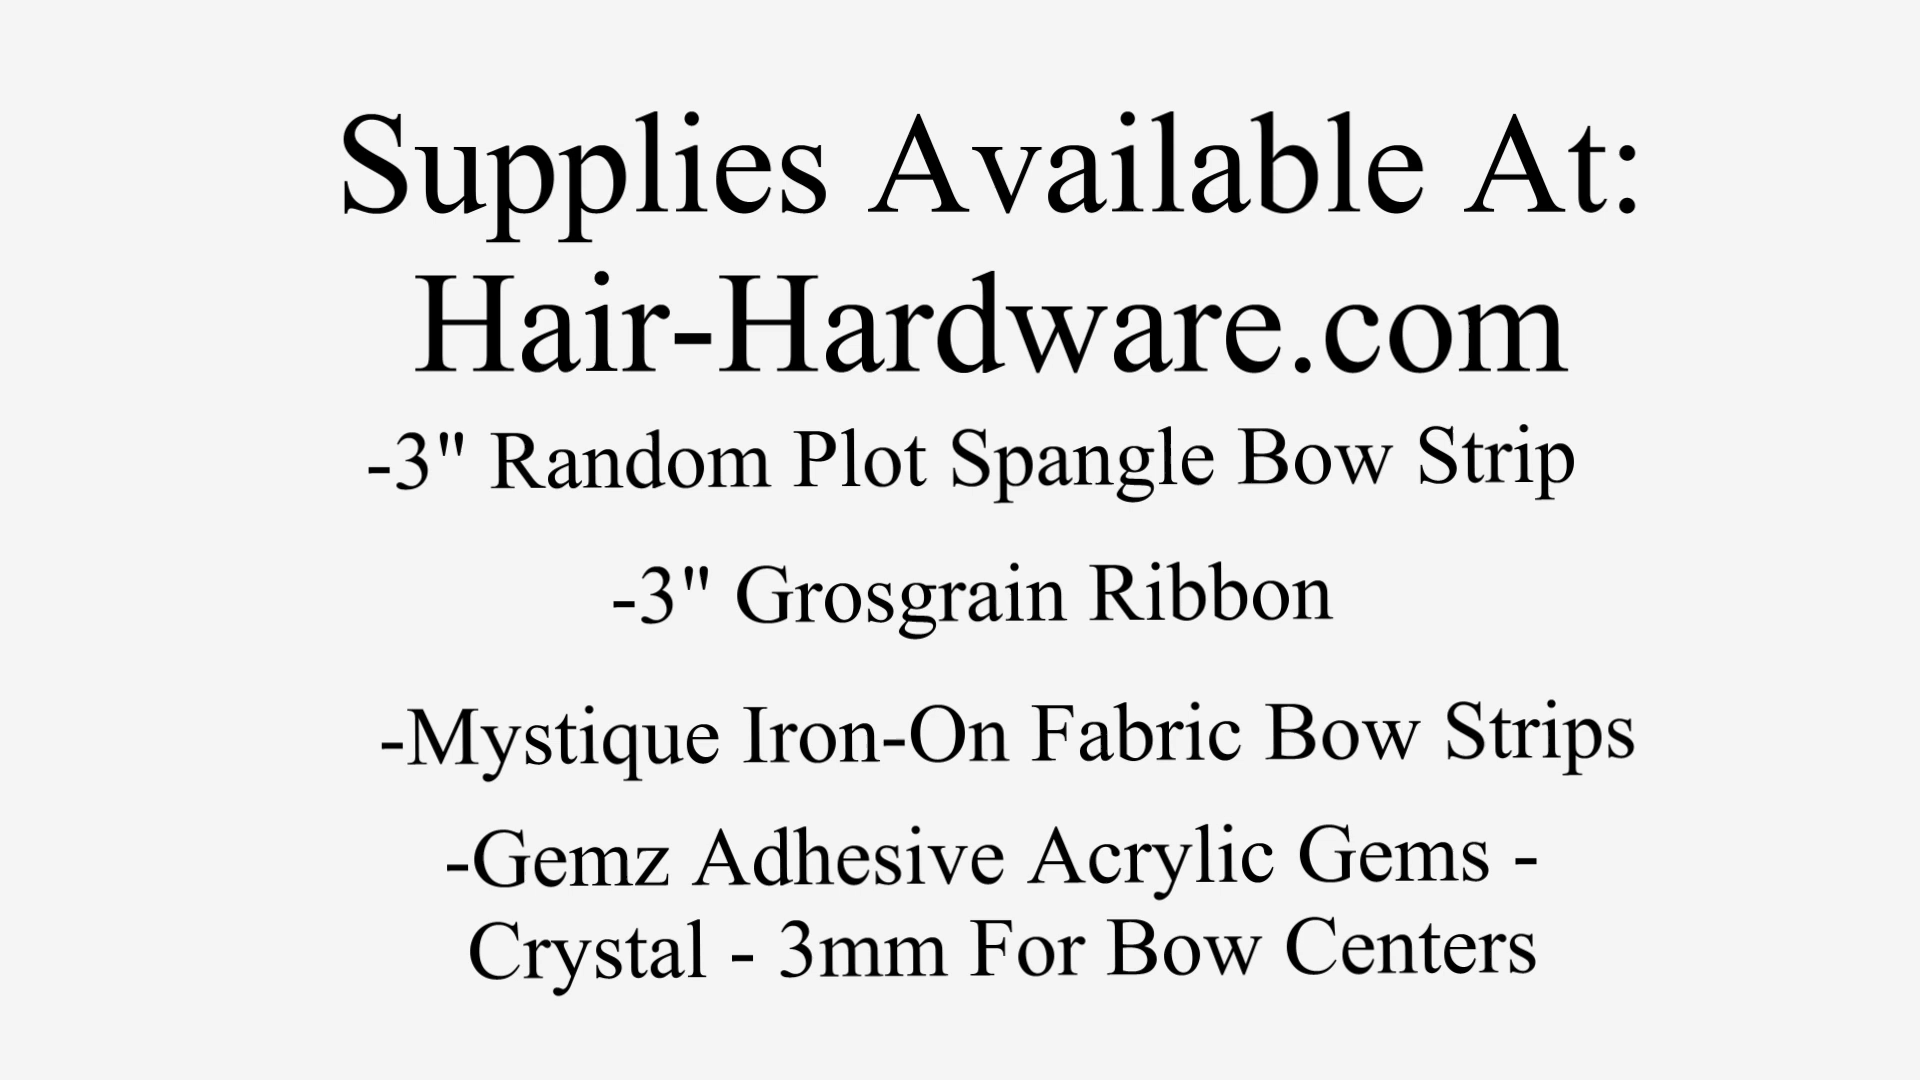 Supplies Available At:
Hair-Hardware.com
-3" Random Plot Spangle Bow Strip
-3" Grosgrain Ribbon
-Mystique Iron-On Fabric Bow Strips
-Gemz Adhesive Acrylic Gems -
Crystal - 3mm For Bow Centers